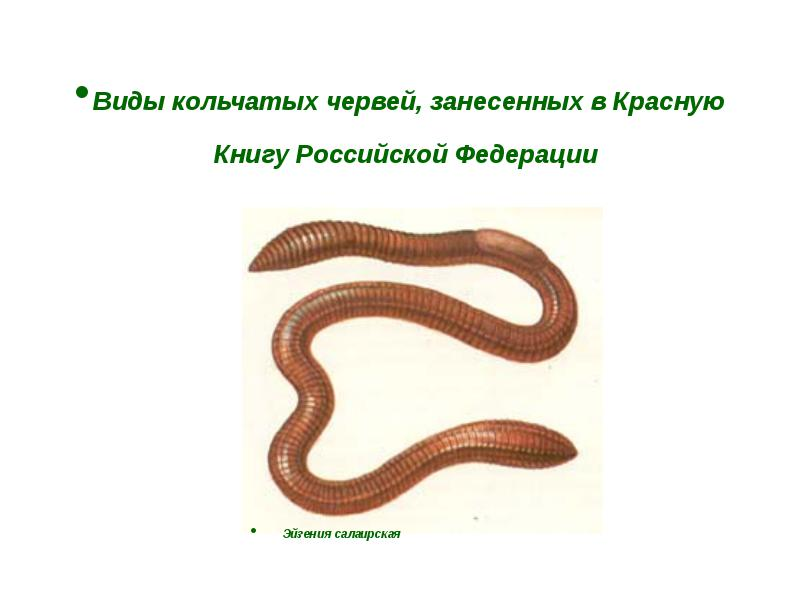 • Виды кольчатых червей, занесенных в Красную
Книгу Российской Федерации
• Эйзения салаирская